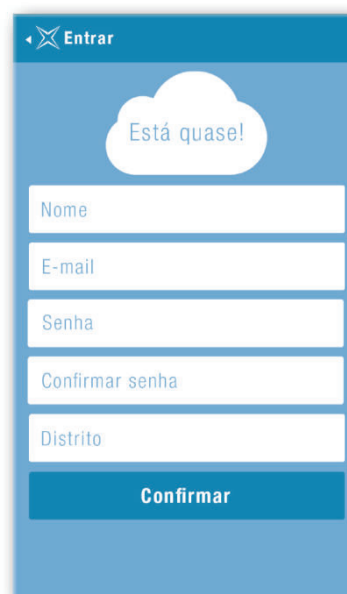 Entrar
Está quase!
Nome
E-mail
Senha
Confirmar senha
Distrito
Confirmar